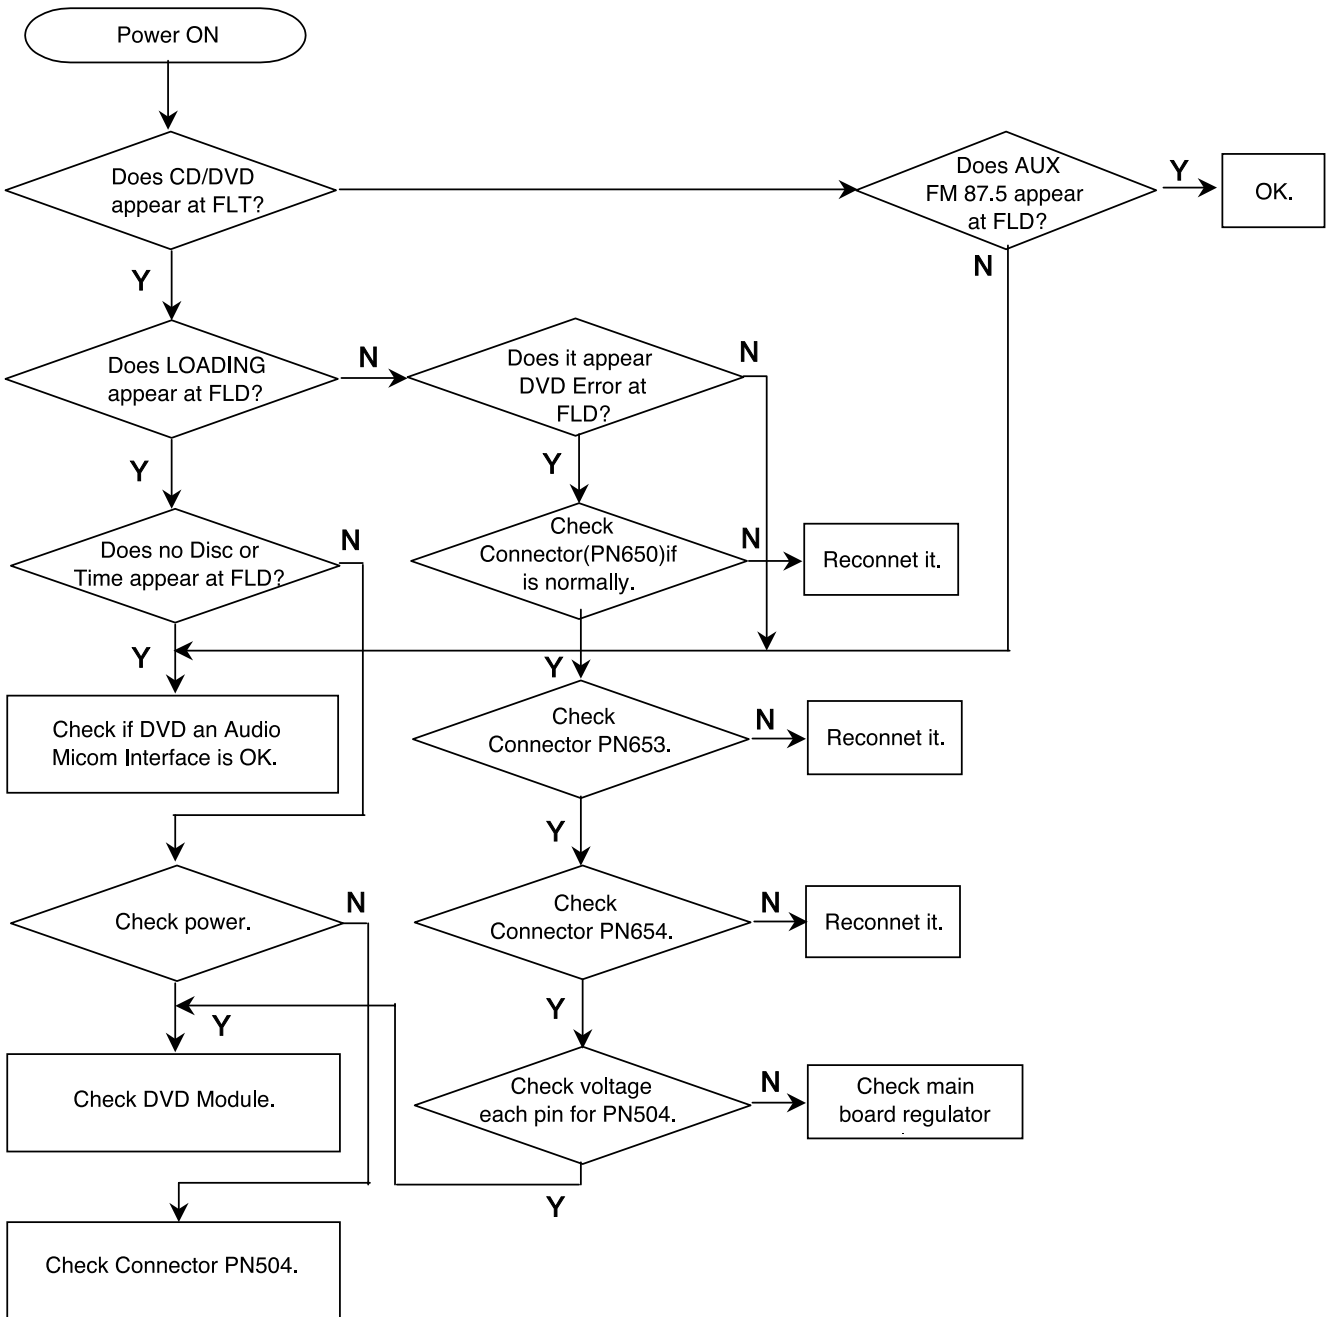 Power ON
Does CD/DVD
appear at FLT?
Does AUX
FM 87.5 appear
at FLD?
Y
OK.
Y
N
Does LOADING
appear at FLD?
N
Does it appear
DVD Error at
FLD?
N
Y
Y
Does no Disc or
Time appear at FLD?
N
Check
Connector(PN650)if
is normally.
N
Reconnet it.
Y
Y
Check if DVD an Audio
Micom Interface is OK.
Check
Connector PN653.
N
Reconnet it.
Y
Check power.
N
Check
Connector PN654.
N
Reconnet it.
Y
Y
Check DVD Module.
Check voltage
each pin for PN504.
N
Check main
board regulator
Y
Check Connector PN504.